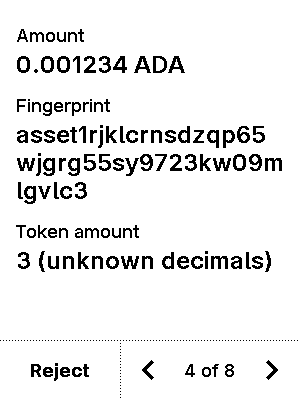 Amount
0.001234 ADA
Fingerprint
asset1rjklcrnsdzqp65
wjgrg55sy9723kw09m
lgvlc3
Token amount
3 (unknown decimals)
Reject
4 of 8